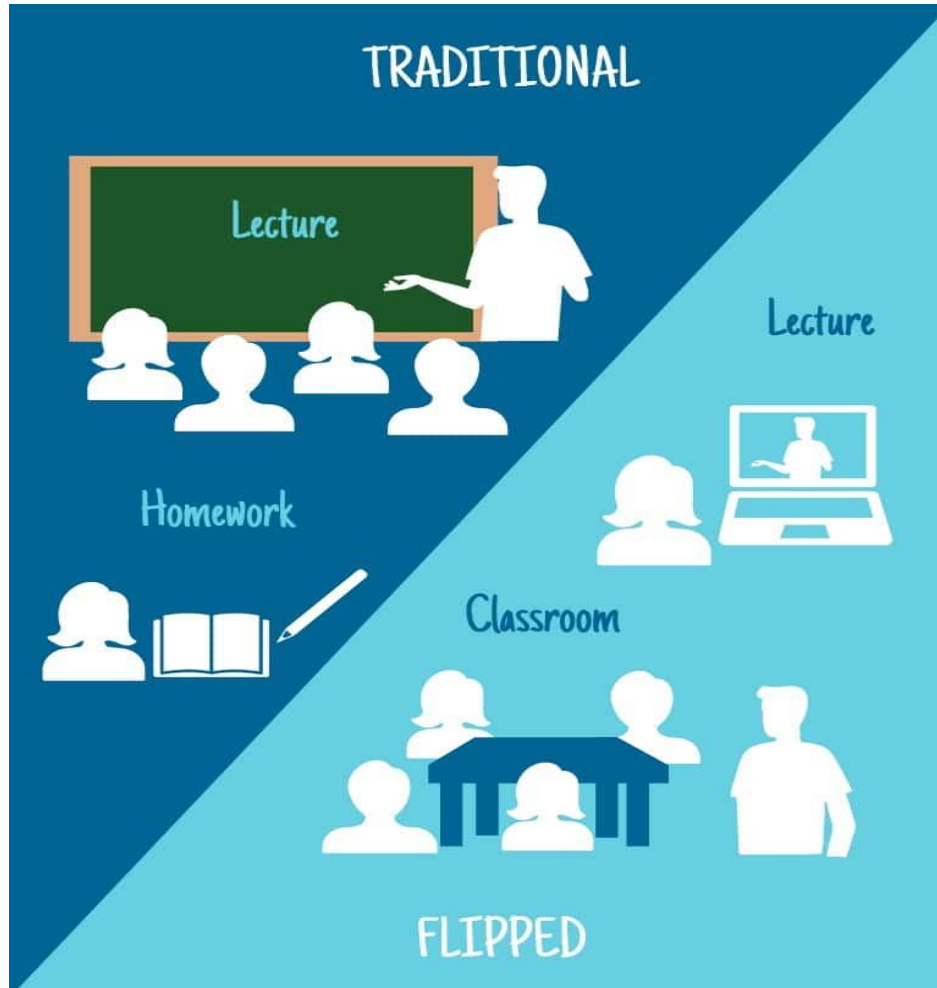 TRADITIONAL
Lecture
Homework
Lecture
Classroom
FLIPPED